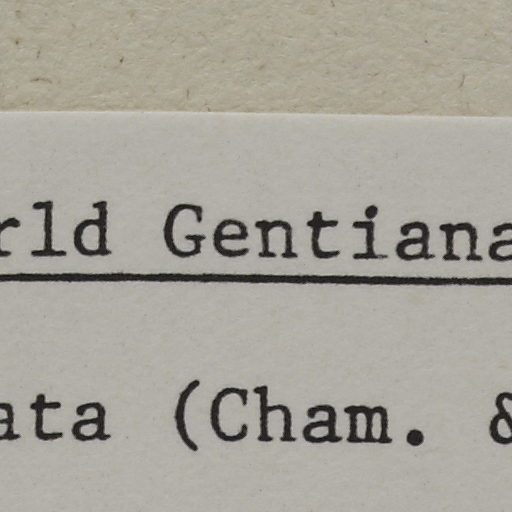 rld Gentiana
ata (Cham. &